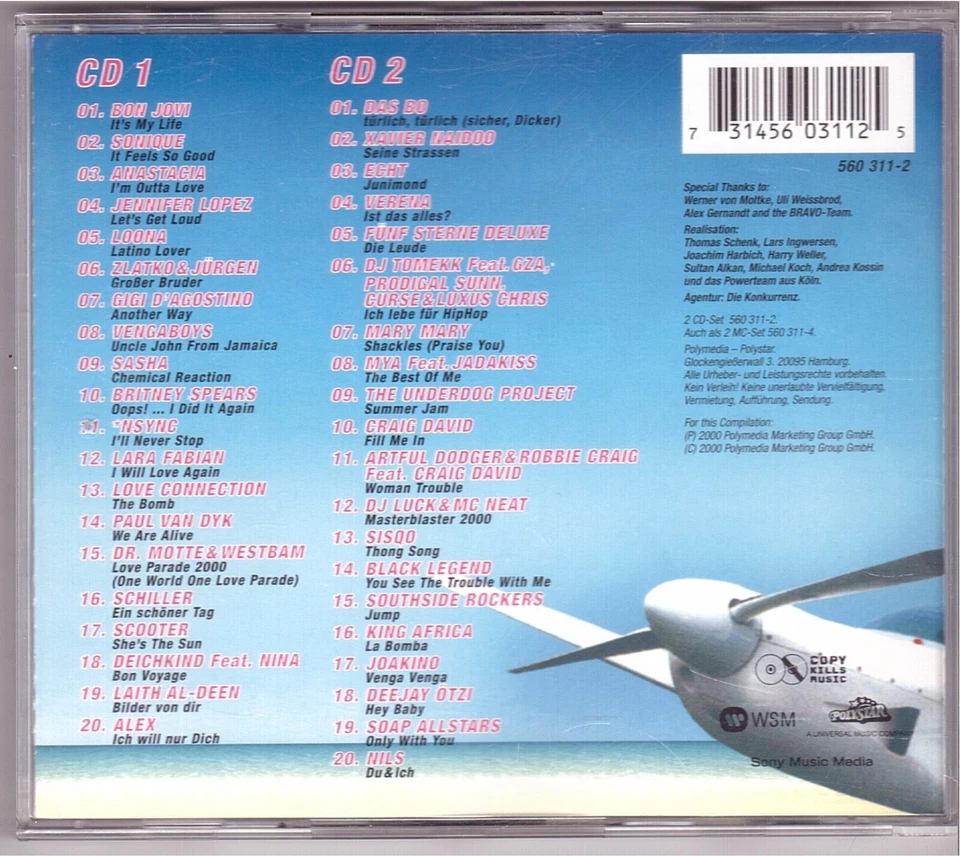 CD 1
01. BON JOVI
It's My Life
02. SONIQUE
It Feels So Good
03. ANASTACIA
I'm Outta Love
04. JENNIFER LOPEZ
Let's Get Loud
05. LOONA
Latino Lover
06. ZLATKO & JÜRGEN
Großer Bruder
07. GIGI D'AGOSTINO
Another Way
08. VENGABOYS
Uncle John From Jamaica
09. SASHA
Chemical Reaction
10. BRITNEY SPEARS
Oops! ... I Did It Again
11. *NSYNC
I'll Never Stop
12. LARA FABIAN
I Will Love Again
13. LOVE CONNECTION
The Bomb
14. PAUL VAN DYK
We Are Alive
15. DR. MOTTE & WESTBAM
Love Parade 2000
(One World One Love Parade)
16. SCHILLER
Ein schöner Tag
17. SCOOTER
She's The Sun
18. DEICHKIND Feat. NINA
Bon Voyage
19. LAITH AL-DEEN
Bilder von dir
20. ALEX
Ich will nur Dich
CD 2
01. DAS BO
türlich, türlich (sicher, Dicker)
02. XAVIER NAIDOO
Seine Strassen
03. ECHT
Junimond
04. VERENA
Ist das alles?
05. FÜNF STERNE DELUXE
Die Leude
06. DJ TOMEKK Feat. GZA,
PRODIGAL SUNN,
CURSE & LUXUS CHRIS
Ich lebe für HipHop
07. MARY MARY
Shackles (Praise You)
08. MYA Feat. JADAKISS
The Best Of Me
09. THE UNDERDOG PROJECT
Summer Jam
10. CRAIG DAVID
Fill Me In
11. ARTFUL DODGER & ROBBIE CRAIG
Feat. CRAIG DAVID
Woman Trouble
12. DJ LUCK & MC NEAT
Masterblaster 2000
13. SISQO
Thong Song
14. BLACK LEGEND
You See The Trouble With Me
15. SOUTHSIDE ROCKERS
Jump
16. KING AFRICA
La Bomba
17. JOAKINO
Venga Venga
18. DEEJAY OTZI
Hey Baby
19. SOAP ALLSTARS
Only With You
20. NILS
Du & Ich
7 31456 03112 5
560 311-2
Special Thanks to:
Werner von Moltke, Uli Weissbrod,
Alex Gernandt and the BRAVO-Team.
Realisation:
Thomas Schenk, Lars Ingwersen,
Joachim Harbich, Harry Weller,
Sultan Alkan, Michael Koch, Andrea Kossin
und das Powerteam aus Köln.
Agentur: Die Konkurrenz.
2 CD-Set 560 311-2.
Auch als 2 MC-Set 560 311-4.
Polymedia – Polystar.
Glockengießerwall 3. 20095 Hamburg.
Alle Urheber- und Leistungsrechte vorbehalten.
Kein Verleih! Keine unerlaubte Vervielfältigung,
Vermietung, Aufführung, Sendung.
For this Compilation:
(P) 2000 Polymedia Marketing Group GmbH.
(C) 2000 Polymedia Marketing Group GmbH.
COPY
KILLS
MUSIC
WSM
POLYSTAR
A UNIVERSAL MUSIC COMPANY
Sony Music Media